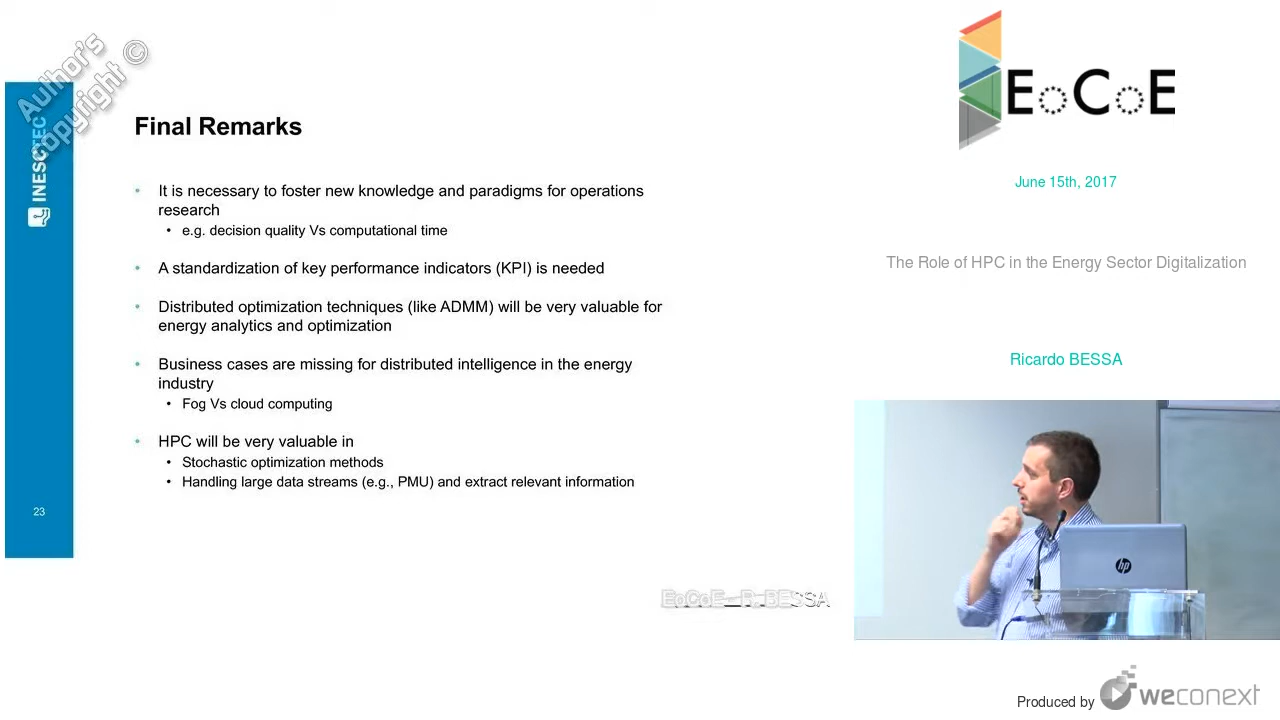 Author's
Copyright ©
INESCTEC
Final Remarks
It is necessary to foster new knowledge and paradigms for operations
research
e.g. decision quality Vs computational time
A standardization of key performance indicators (KPI) is needed
Distributed optimization techniques (like ADMM) will be very valuable for
energy analytics and optimization
Business cases are missing for distributed intelligence in the energy
industry
Fog Vs cloud computing
HPC will be very valuable in
Stochastic optimization methods
Handling large data streams (e.g., PMU) and extract relevant information
23
EoCoE - R. BESSA
EoCoE
June 15th, 2017
The Role of HPC in the Energy Sector Digitalization
Ricardo BESSA
hp
Produced by
weconext